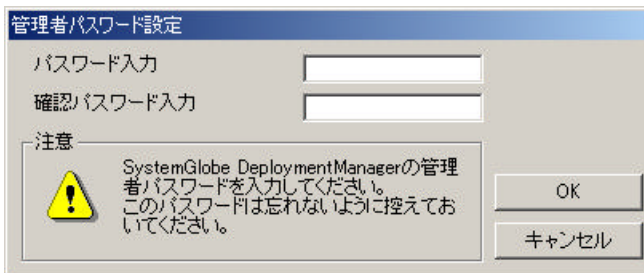 管理者パスワード設定
パスワード入力
確認パスワード入力
注意
SystemGlobe DeploymentManagerの管理
者パスワードを入力してください。
このパスワードは忘れないように控えてお
いてください。
OK
キャンセル